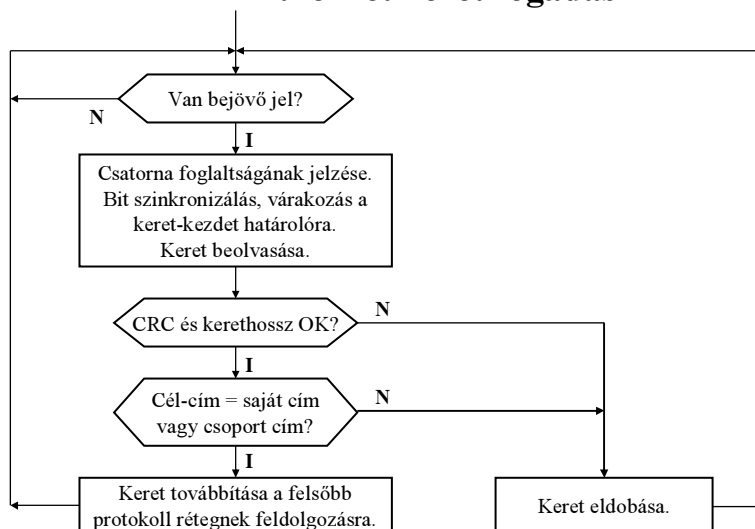 Van bejövő jel?
N
I
Csatorna foglaltságának jelzése.
Bit szinkronizálás, várakozás a
keret-kezdet határolóra.
Keret beolvasása.
CRC és kerethossz OK?
N
I
Cél-cím = saját cím
vagy csoport cím?
N
I
Keret továbbítása a felsőbb
protokoll rétegnek feldolgozásra.
Keret eldobása.